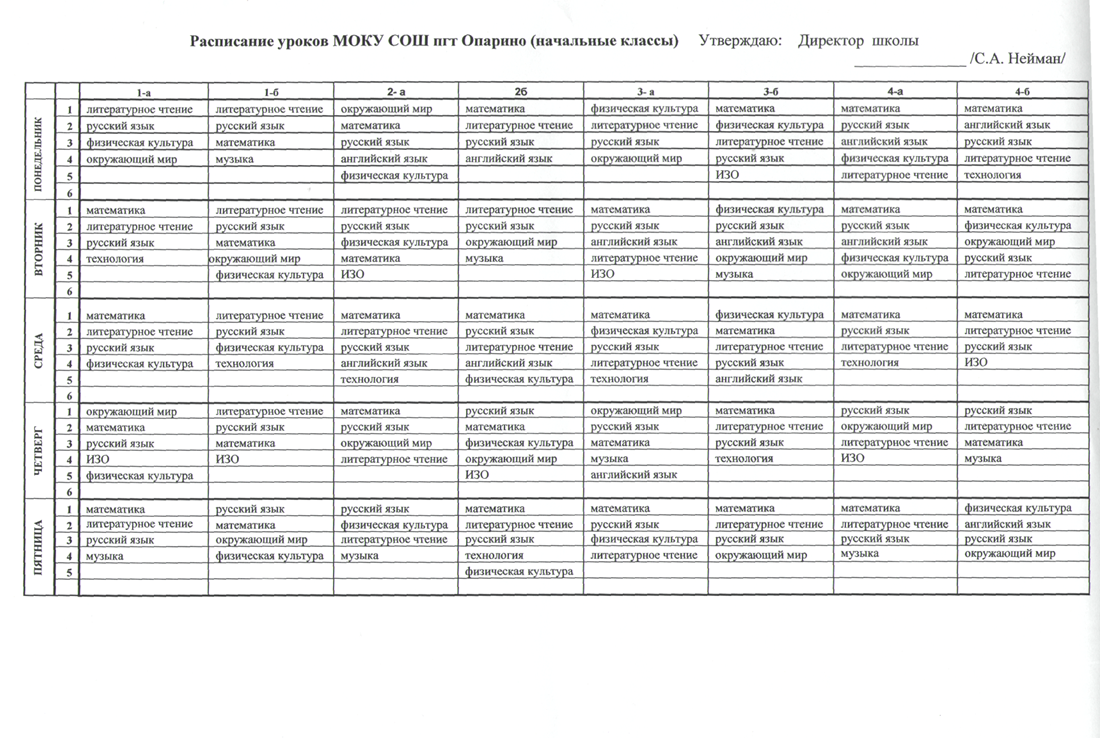 Расписание уроков МОКУ СОШ пгт Опарино (начальные классы) Утверждаю: Директор школы
_______________ /С.А. Нейман/
1-а 1-б 2- а 2б 3- а 3-б 4-а 4-б
ПОНЕДЕЛЬНИК
1 литературное чтение литературное чтение окружающий мир математика физическая культура математика математика математика
2 русский язык русский язык математика литературное чтение литературное чтение физическая культура русский язык английский язык
3 физическая культура математика русский язык русский язык русский язык литературное чтение английский язык русский язык
4 окружающий мир музыка английский язык английский язык окружающий мир русский язык физическая культура литературное чтение
5 физическая культура ИЗО литературное чтение технология
6
ВТОРНИК
1 математика литературное чтение литературное чтение литературное чтение математика физическая культура математика математика
2 литературное чтение русский язык русский язык русский язык русский язык русский язык русский язык физическая культура
3 русский язык математика физическая культура окружающий мир английский язык английский язык английский язык окружающий мир
4 технология окружающий мир математика музыка литературное чтение окружающий мир физическая культура русский язык
5 физическая культура ИЗО ИЗО музыка окружающий мир литературное чтение
6
СРЕДА
1 математика литературное чтение математика математика математика физическая культура математика математика
2 литературное чтение русский язык литературное чтение русский язык физическая культура математика русский язык литературное чтение
3 русский язык физическая культура русский язык литературное чтение русский язык литературное чтение литературное чтение русский язык
4 физическая культура технология английский язык английский язык литературное чтение русский язык технология ИЗО
5 технология физическая культура технология английский язык
6
ЧЕТВЕРГ
1 окружающий мир литературное чтение математика русский язык окружающий мир математика русский язык русский язык
2 математика русский язык русский язык математика русский язык литературное чтение окружающий мир литературное чтение
3 русский язык математика окружающий мир физическая культура математика русский язык литературное чтение математика
4 ИЗО ИЗО литературное чтение окружающий мир музыка технология ИЗО музыка
5 физическая культура ИЗО английский язык
6
ПЯТНИЦА
1 математика русский язык русский язык математика математика математика математика физическая культура
2 литературное чтение математика физическая культура литературное чтение русский язык литературное чтение литературное чтение английский язык
3 русский язык окружающий мир литературное чтение русский язык физическая культура русский язык русский язык русский язык
4 музыка физическая культура музыка технология литературное чтение окружающий мир музыка окружающий мир
5 физическая культура